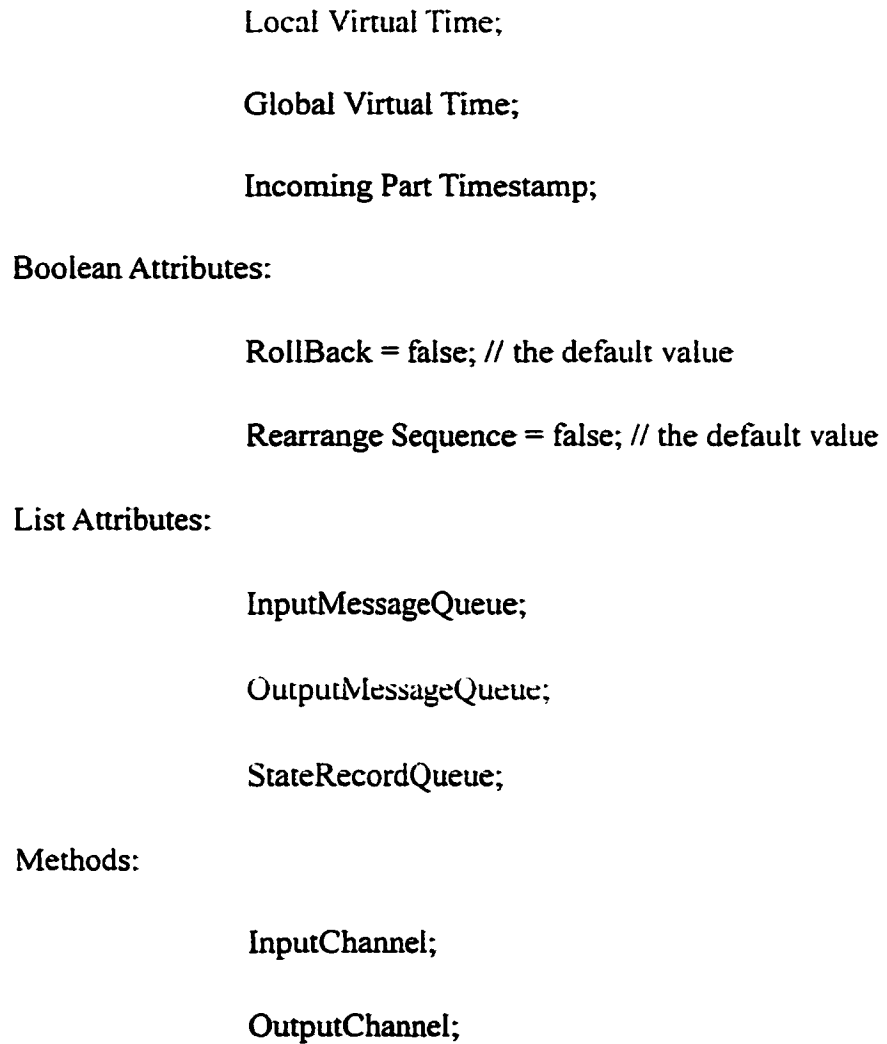 Local Virtual Time;
Global Virtual Time;
Incoming Part Timestamp;
Boolean Attributes:
RollBack = false; // the default value
Rearrange Sequence = false; // the default value
List Attributes:
InputMessageQueue;
OutputMessageQueue;
StateRecordQueue;
Methods:
InputChannel;
OutputChannel;